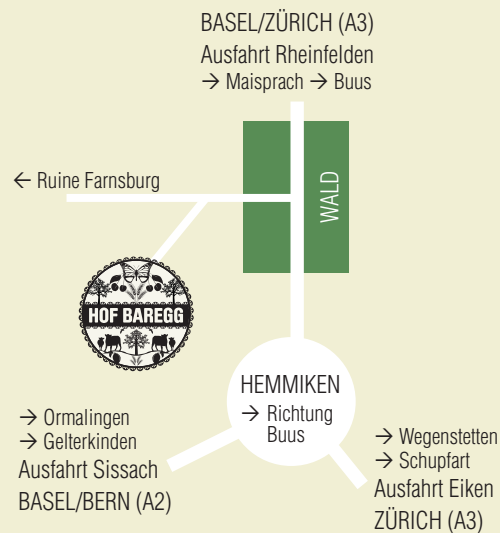 BASEL/ZÜRICH (A3)
Ausfahrt Rheinfelden
→ Maisprach → Buus
← Ruine Farnsburg
WALD
HOF BAREGG
HEMMIKEN
→ Richtung
Buus
→ Ormalingen
→ Gelterkinden
Ausfahrt Sissach
BASEL/BERN (A2)
→ Wegenstetten
→ Schupfart
Ausfahrt Eiken
ZÜRICH (A3)